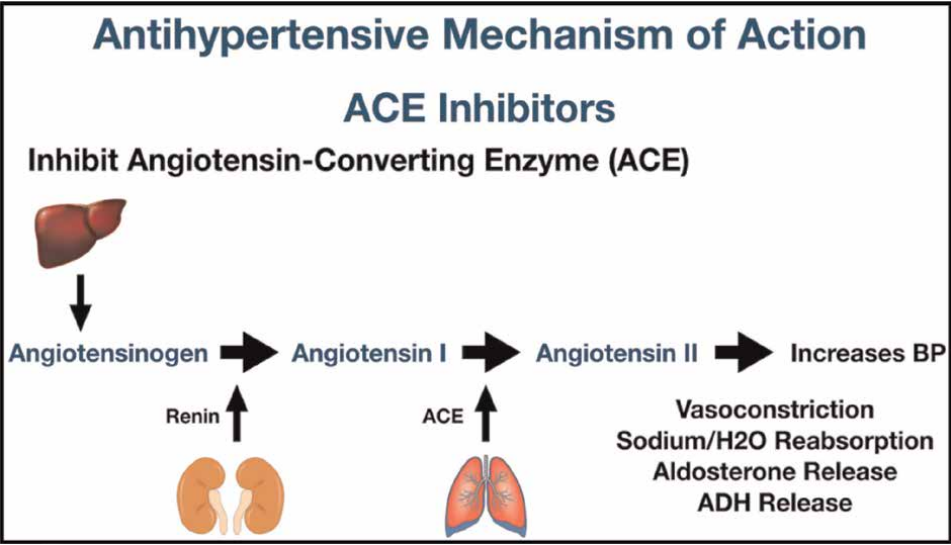 Antihypertensive Mechanism of Action
ACE Inhibitors
Inhibit Angiotensin-Converting Enzyme (ACE)
Angiotensinogen
Angiotensin I
Angiotensin II
Increases BP
Renin
ACE
Vasoconstriction
Sodium/H2O Reabsorption
Aldosterone Release
ADH Release